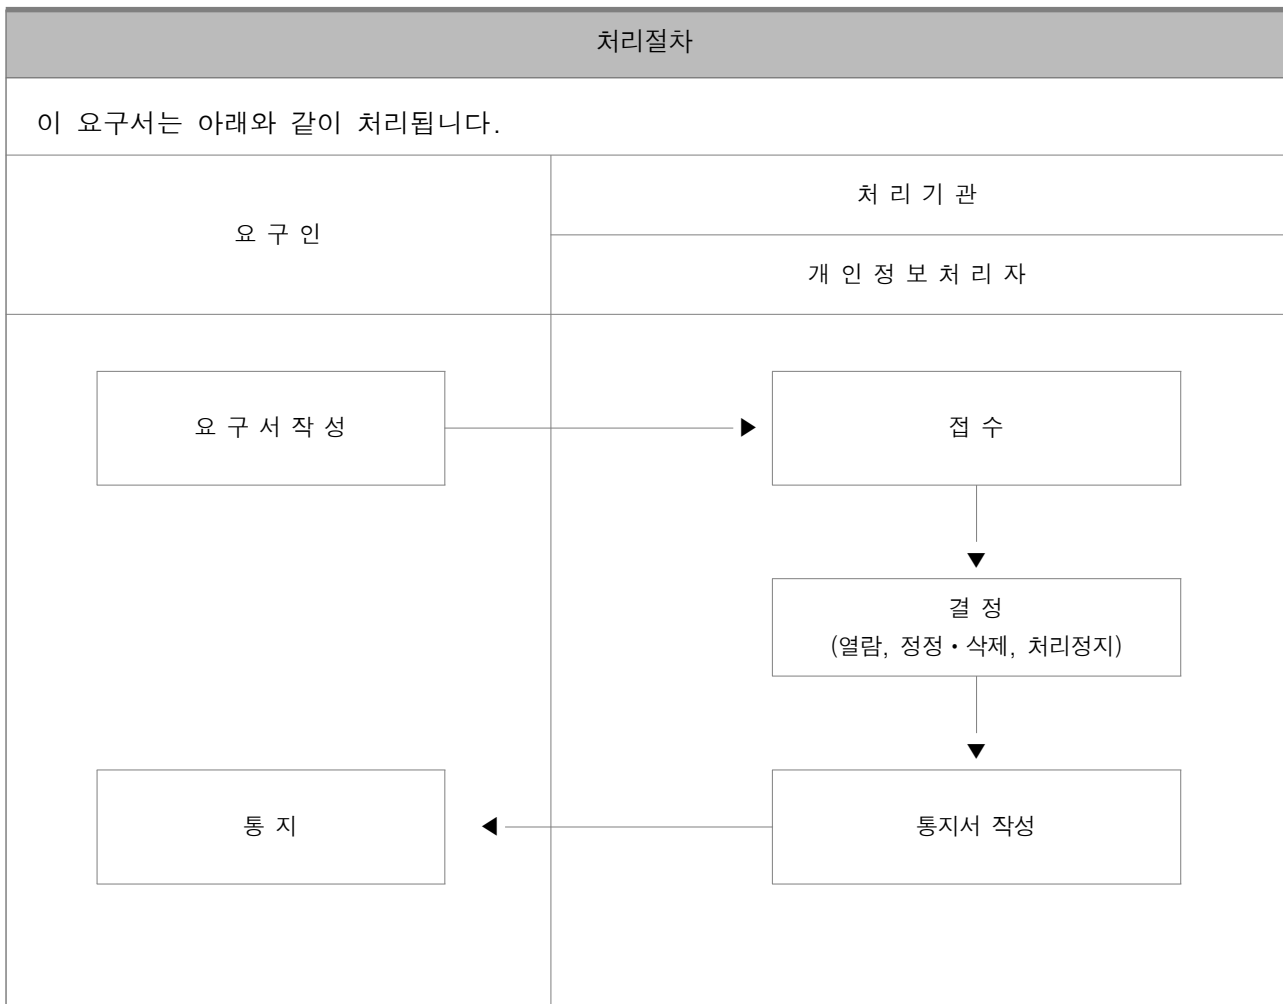 처리절차
이 요구서는 아래와 같이 처리됩니다.
요 구 인
처 리 기 관
개 인 정 보 처 리 자
요 구 서 작 성
접 수
결 정
(열람, 정정・삭제, 처리정지)
통 지
통지서 작성